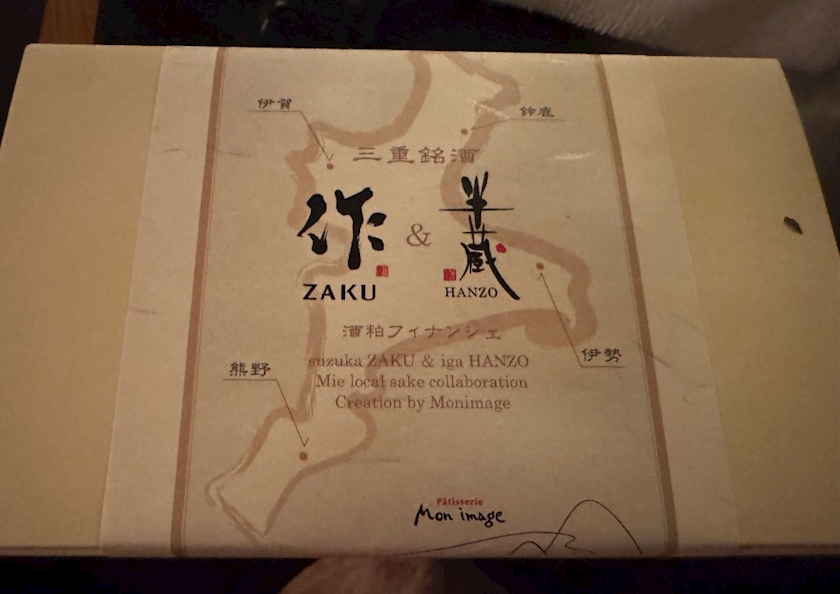 伊賀
鈴鹿
三重銘酒
作 & 半蔵
ZAKU
HANZO
酒粕フィナンシェ
suzuka ZAKU & iga HANZO
伊勢
熊野
Mie local sake collaboration
Creation by Monimage
Pâtisserie
Mon image